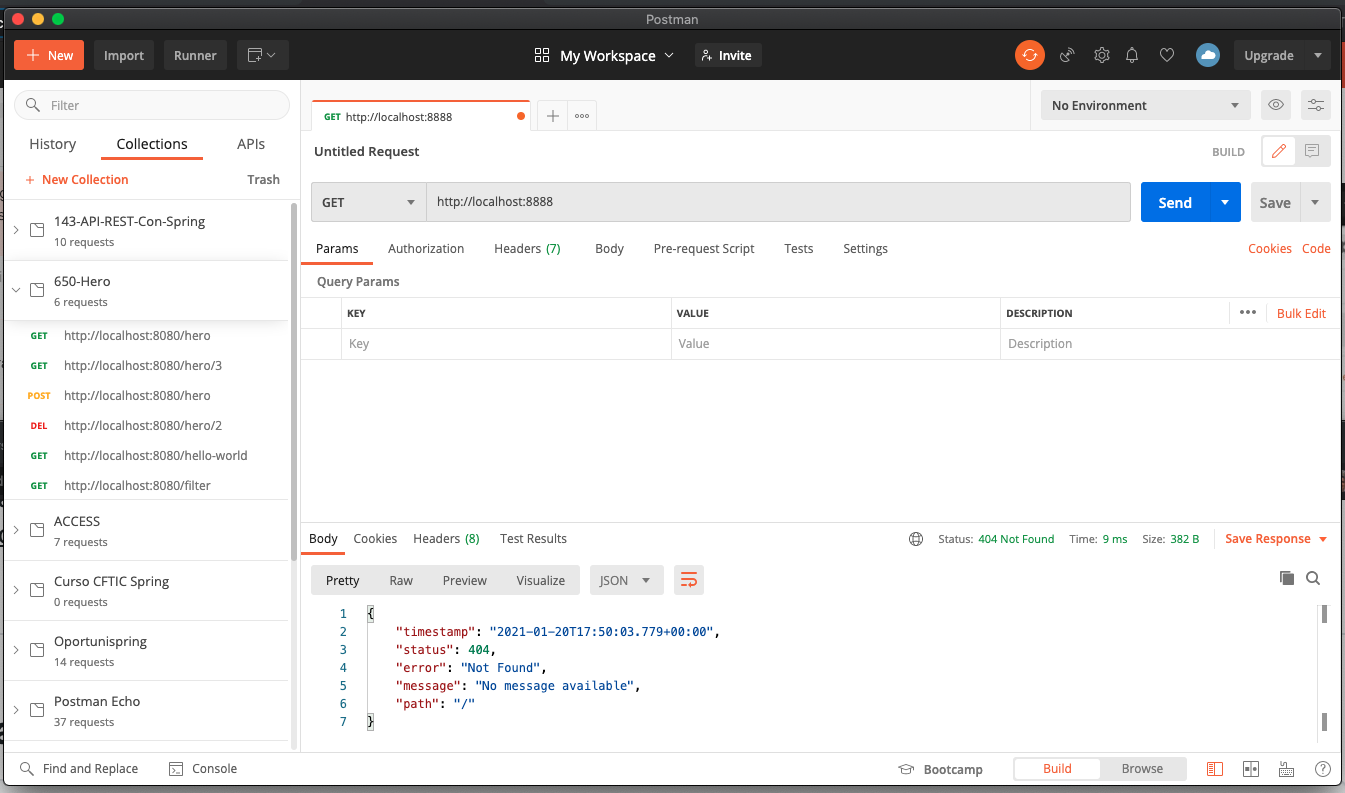 Postman
New Import Runner My Workspace Invite Upgrade
Filter
History Collections APIs
New Collection Trash
143-API-REST-Con-Spring
10 requests
650-Hero
6 requests
GET http://localhost:8080/hero
GET http://localhost:8080/hero/3
POST http://localhost:8080/hero
DEL http://localhost:8080/hero/2
GET http://localhost:8080/hello-world
GET http://localhost:8080/filter
ACCESS
7 requests
Curso CFTIC Spring
0 requests
Oportunispring
14 requests
Postman Echo
37 requests
GET http://localhost:8888
No Environment
Untitled Request BUILD
GET http://localhost:8888 Send Save
Params Authorization Headers (7) Body Pre-request Script Tests Settings Cookies Code
Query Params
KEY VALUE DESCRIPTION Bulk Edit
Key Value Description
Body Cookies Headers (8) Test Results Status: 404 Not Found Time: 9 ms Size: 382 B Save Response
Pretty Raw Preview Visualize JSON
1 {
2 "timestamp": "2021-01-20T17:50:03.779+00:00",
3 "status": 404,
4 "error": "Not Found",
5 "message": "No message available",
6 "path": "/"
7 }
Find and Replace Console Bootcamp Build Browse